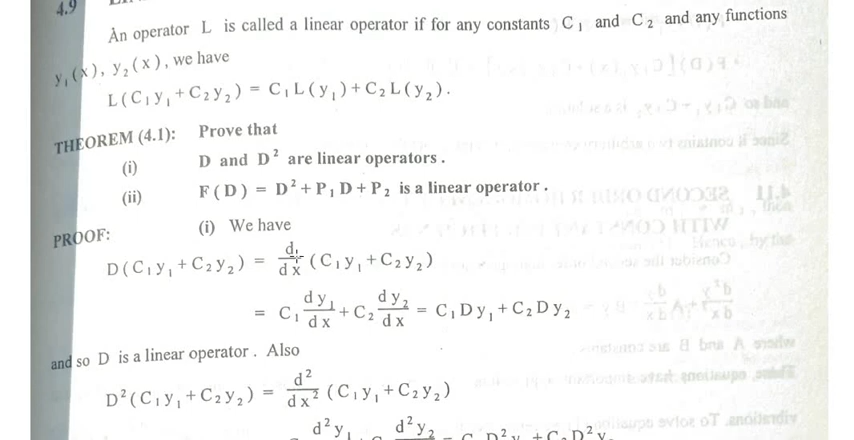 4.9
An operator L is called a linear operator if for any constants C₁ and C₂ and any functions
y₁(x), y₂(x), we have
L(C₁y₁+C₂y₂) = C₁L(y₁)+C₂L(y₂).
THEOREM (4.1): Prove that
(i) D and D² are linear operators.
(ii) F(D) = D²+P₁D+P₂ is a linear operator.
PROOF: (i) We have
D(C₁y₁+C₂y₂) = d/dx (C₁y₁+C₂y₂)
= C₁ dy₁/dx + C₂ dy₂/dx = C₁Dy₁+C₂Dy₂
and so D is a linear operator. Also
D²(C₁y₁+C₂y₂) = d²/dx² (C₁y₁+C₂y₂)
d²y₁ d²y₂